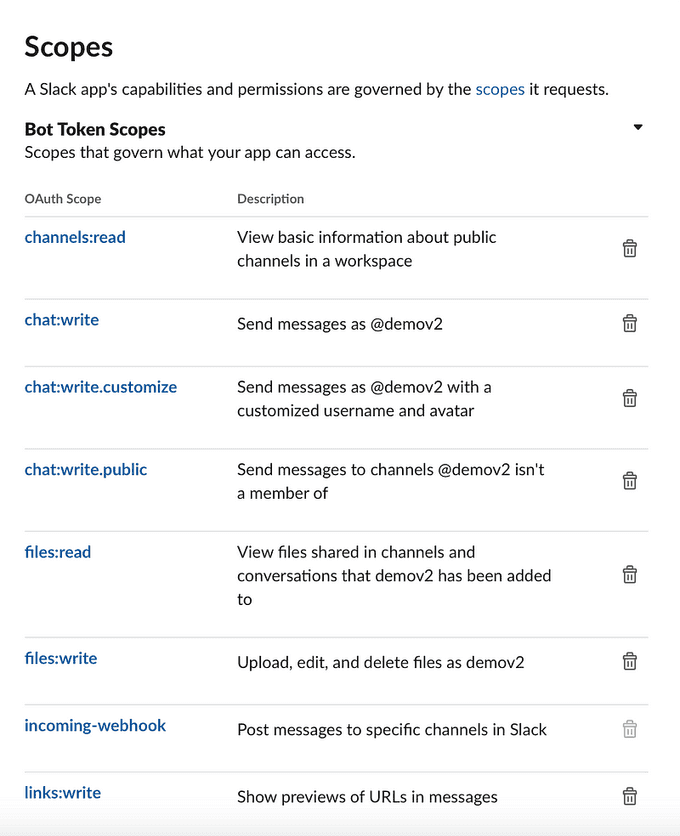 Scopes
A Slack app's capabilities and permissions are governed by the scopes it requests.
Bot Token Scopes
Scopes that govern what your app can access.
OAuth Scope Description
channels:read View basic information about public
channels in a workspace
chat:write Send messages as @demov2
chat:write.customize Send messages as @demov2 with a
customized username and avatar
chat:write.public Send messages to channels @demov2 isn't
a member of
files:read View files shared in channels and
conversations that demov2 has been added
to
files:write Upload, edit, and delete files as demov2
incoming-webhook Post messages to specific channels in Slack
links:write Show previews of URLs in messages